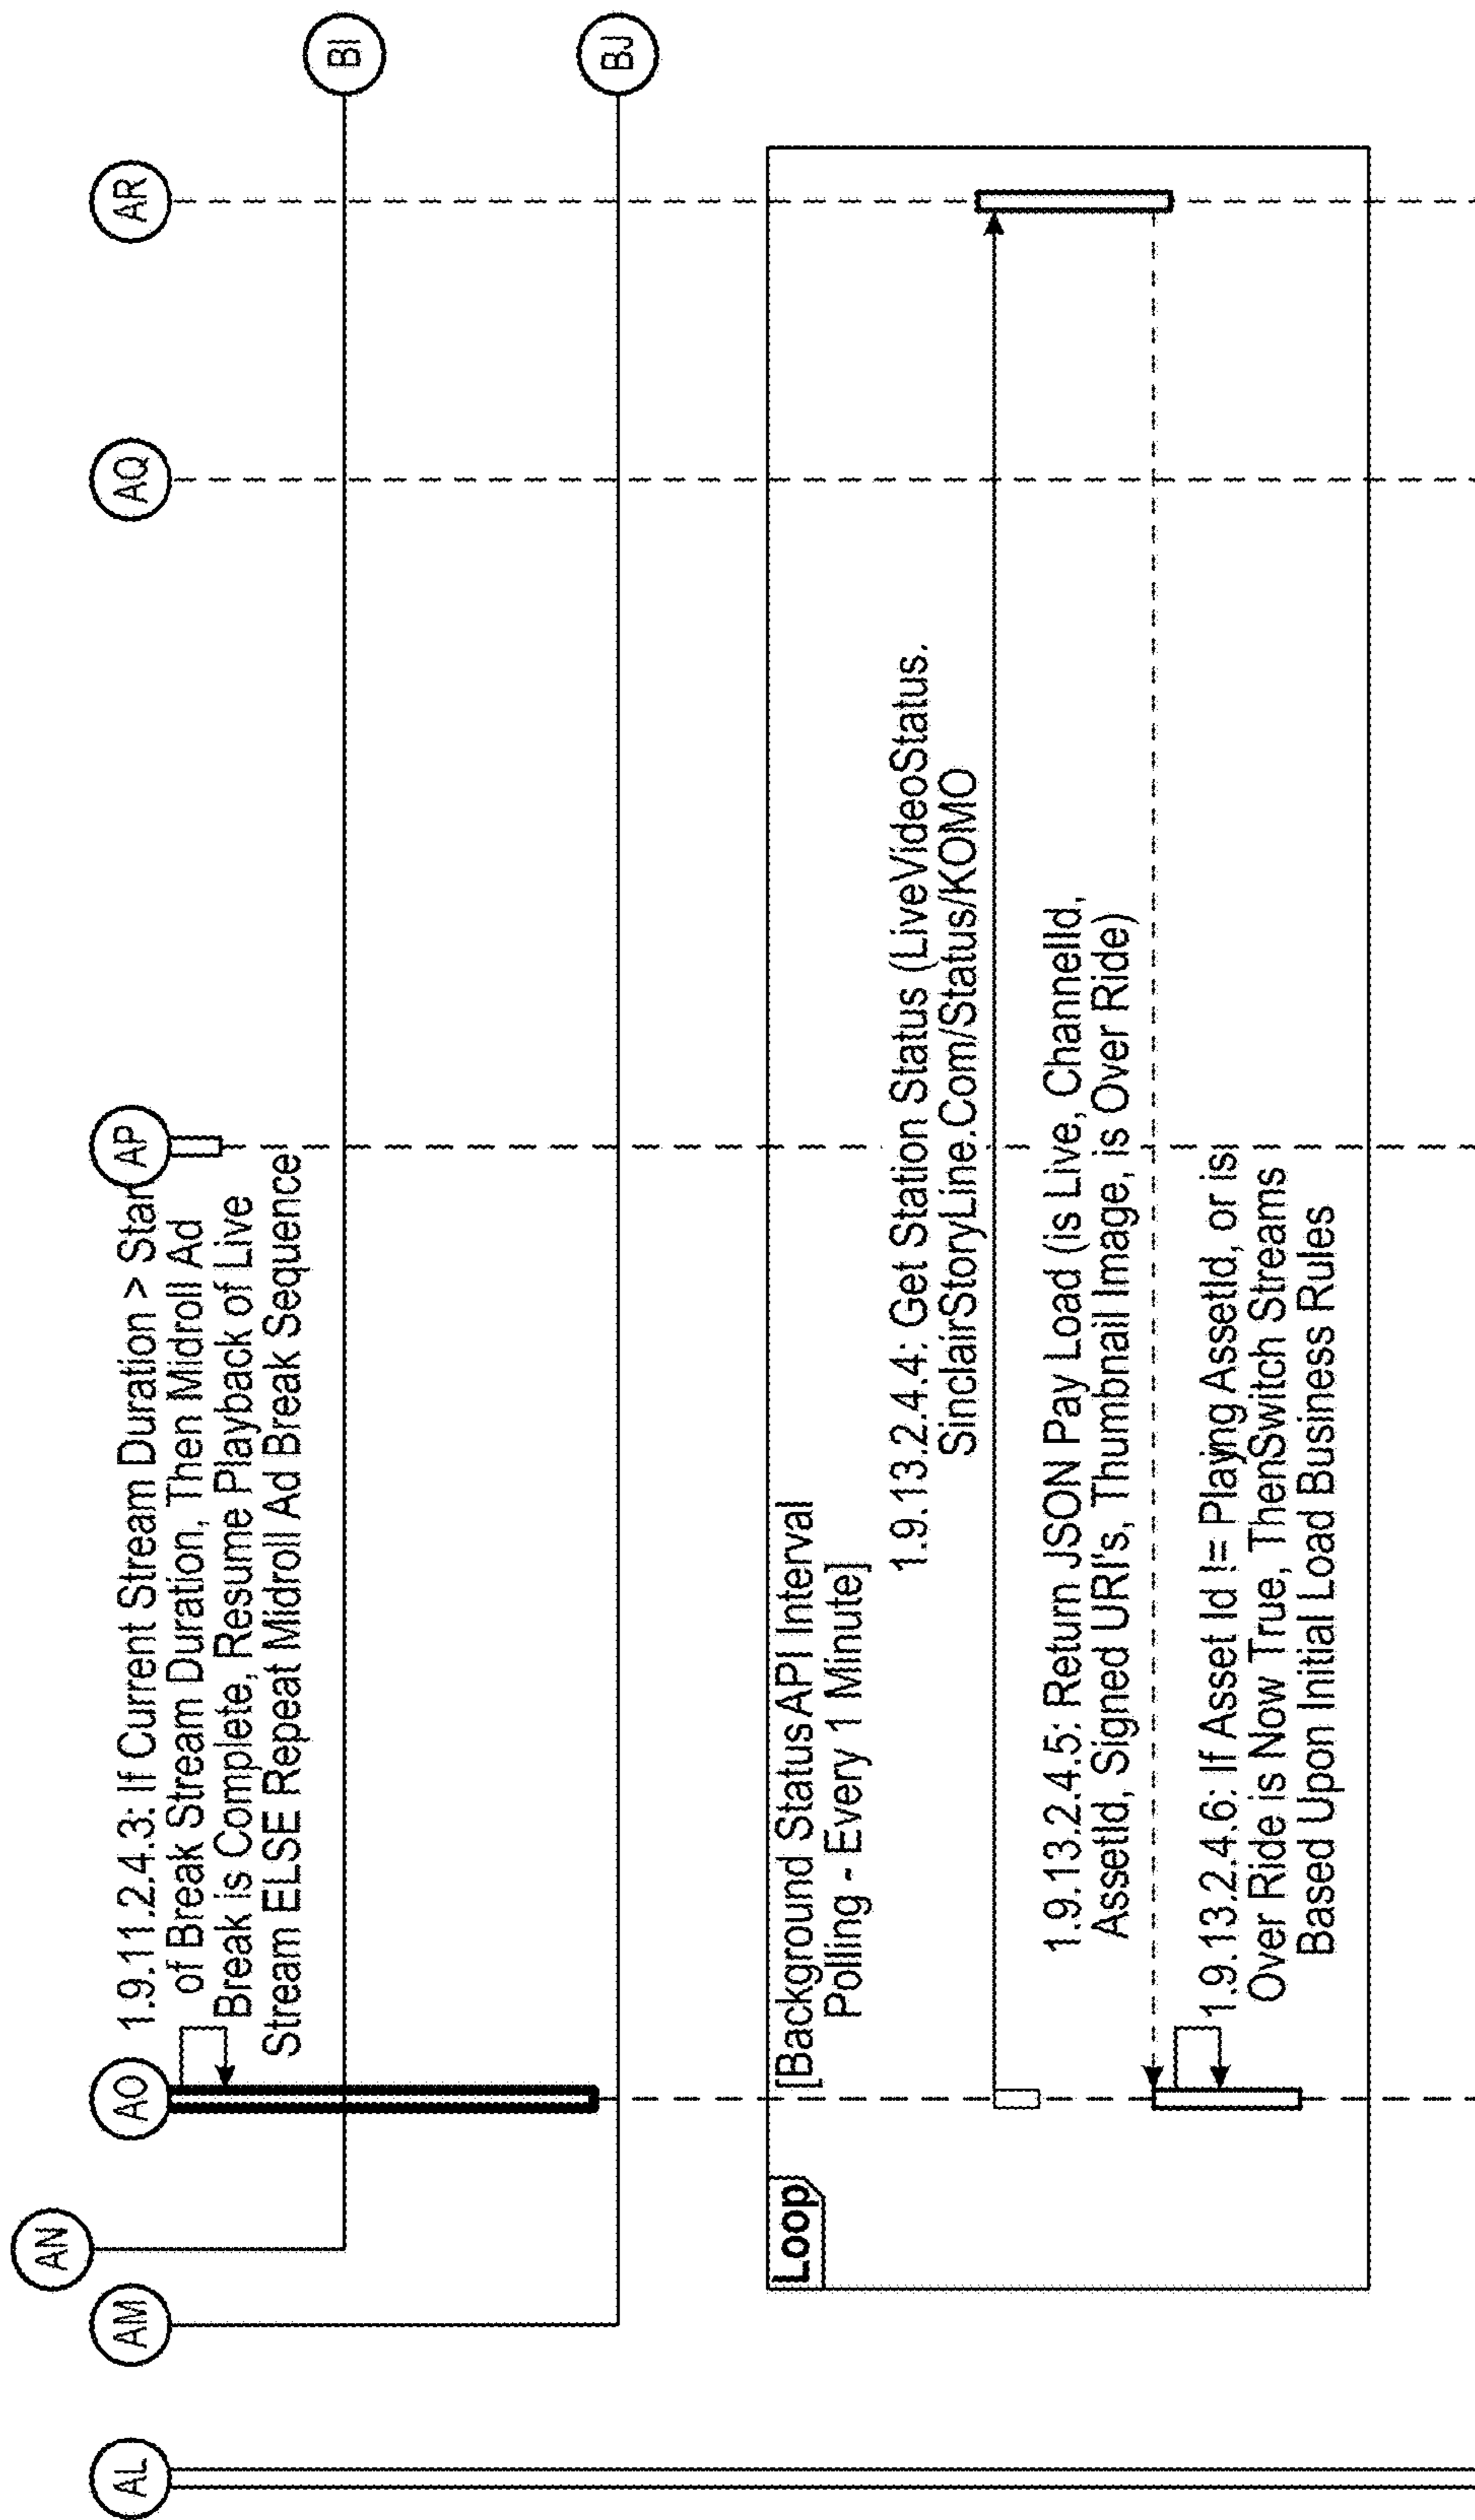 AL
AM
AN
AO
AP
AQ
AR
BI
BJ
1.9.11.2.4.3: If Current Stream Duration > Start
of Break Stream Duration, Then Midroll Ad
Break is Complete, Resume Playback of Live
Stream ELSE Repeat Midroll Ad Break Sequence
Loop
[Background Status API Interval
Polling - Every 1 Minute]
1.9.13.2.4.4: Get Station Status (LiveVideoStatus.
SinclairStoryLine.Com/Status/KOMO
1.9.13.2.4.5: Return JSON Pay Load (is Live, ChannelId,
AssetId, Signed URI's, Thumbnail Image, is Over Ride)
1.9.13.2.4.6: If Asset Id != Playing AssetId, or is
Over Ride is Now True, ThenSwitch Streams
Based Upon Initial Load Business Rules